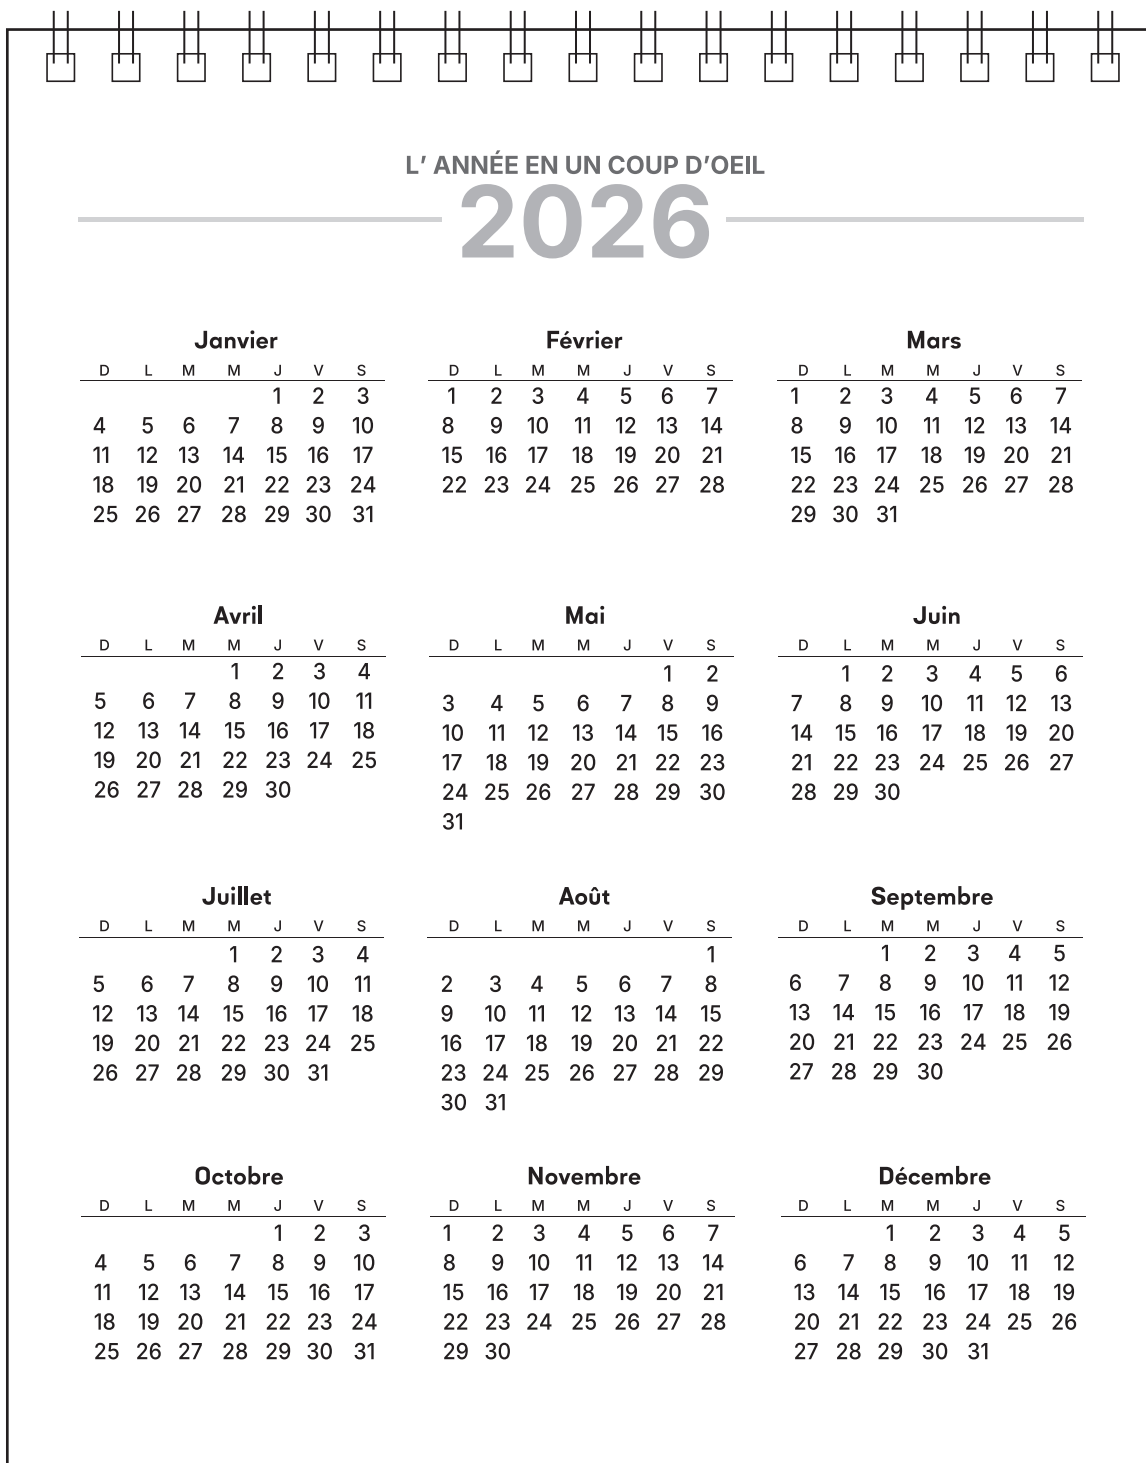 L’ ANNÉE EN UN COUP D’OEIL
2026
Janvier
D L M M J V S
1 2 3
4 5 6 7 8 9 10
11 12 13 14 15 16 17
18 19 20 21 22 23 24
25 26 27 28 29 30 31
Février
D L M M J V S
1 2 3 4 5 6 7
8 9 10 11 12 13 14
15 16 17 18 19 20 21
22 23 24 25 26 27 28
Mars
D L M M J V S
1 2 3 4 5 6 7
8 9 10 11 12 13 14
15 16 17 18 19 20 21
22 23 24 25 26 27 28
29 30 31
Avril
D L M M J V S
1 2 3 4
5 6 7 8 9 10 11
12 13 14 15 16 17 18
19 20 21 22 23 24 25
26 27 28 29 30
Mai
D L M M J V S
1 2
3 4 5 6 7 8 9
10 11 12 13 14 15 16
17 18 19 20 21 22 23
24 25 26 27 28 29 30
31
Juin
D L M M J V S
1 2 3 4 5 6
7 8 9 10 11 12 13
14 15 16 17 18 19 20
21 22 23 24 25 26 27
28 29 30
Juillet
D L M M J V S
1 2 3 4
5 6 7 8 9 10 11
12 13 14 15 16 17 18
19 20 21 22 23 24 25
26 27 28 29 30 31
Août
D L M M J V S
1
2 3 4 5 6 7 8
9 10 11 12 13 14 15
16 17 18 19 20 21 22
23 24 25 26 27 28 29
30 31
Septembre
D L M M J V S
1 2 3 4 5
6 7 8 9 10 11 12
13 14 15 16 17 18 19
20 21 22 23 24 25 26
27 28 29 30
Octobre
D L M M J V S
1 2 3
4 5 6 7 8 9 10
11 12 13 14 15 16 17
18 19 20 21 22 23 24
25 26 27 28 29 30 31
Novembre
D L M M J V S
1 2 3 4 5 6 7
8 9 10 11 12 13 14
15 16 17 18 19 20 21
22 23 24 25 26 27 28
29 30
Décembre
D L M M J V S
1 2 3 4 5
6 7 8 9 10 11 12
13 14 15 16 17 18 19
20 21 22 23 24 25 26
27 28 29 30 31